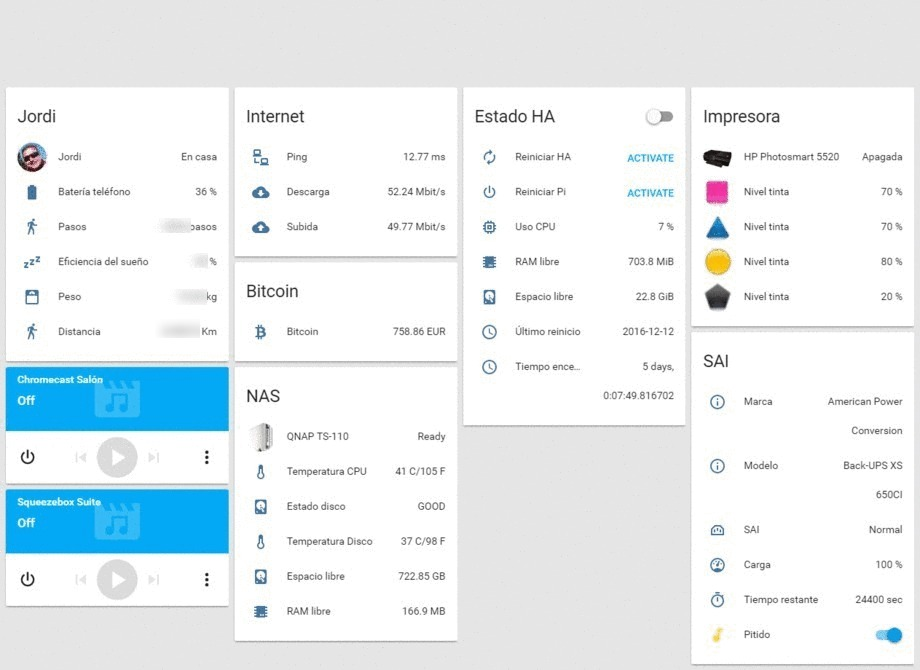 Jordi
Jordi En casa
Batería teléfono 36 %
Pasos pasos
Eficiencia del sueño %
Peso kg
Distancia Km
Chromecast Salón
Off
Squeezebox Suite
Off
Internet
Ping 12.77 ms
Descarga 52.24 Mbit/s
Subida 49.77 Mbit/s
Bitcoin
Bitcoin 758.86 EUR
NAS
QNAP TS-110 Ready
Temperatura CPU 41 C/105 F
Estado disco GOOD
Temperatura Disco 37 C/98 F
Espacio libre 722.85 GB
RAM libre 166.9 MB
Estado HA
Reiniciar HA ACTIVATE
Reiniciar Pi ACTIVATE
Uso CPU 7 %
RAM libre 703.8 MiB
Espacio libre 22.8 GiB
Último reinicio 2016-12-12
Tiempo ence... 5 days,
0:07:49.816702
Impresora
HP Photosmart 5520 Apagada
Nivel tinta 70 %
Nivel tinta 70 %
Nivel tinta 80 %
Nivel tinta 20 %
SAI
Marca American Power
Conversion
Modelo Back-UPS XS
650CI
SAI Normal
Carga 100 %
Tiempo restante 24400 sec
Pitido